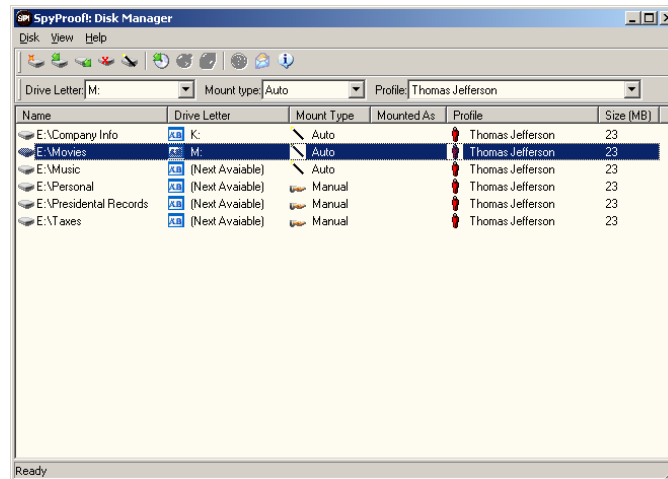 SPI SpyProof!: Disk Manager
Disk View Help
Drive Letter: M: Mount type: Auto Profile: Thomas Jefferson
Name Drive Letter Mount Type Mounted As Profile Size (MB)
E:\Company Info K: Auto Thomas Jefferson 23
E:\Movies M: Auto Thomas Jefferson 23
E:\Music (Next Avaiable) Auto Thomas Jefferson 23
E:\Personal (Next Avaiable) Manual Thomas Jefferson 23
E:\Presidental Records (Next Avaiable) Manual Thomas Jefferson 23
E:\Taxes (Next Avaiable) Manual Thomas Jefferson 23
Ready